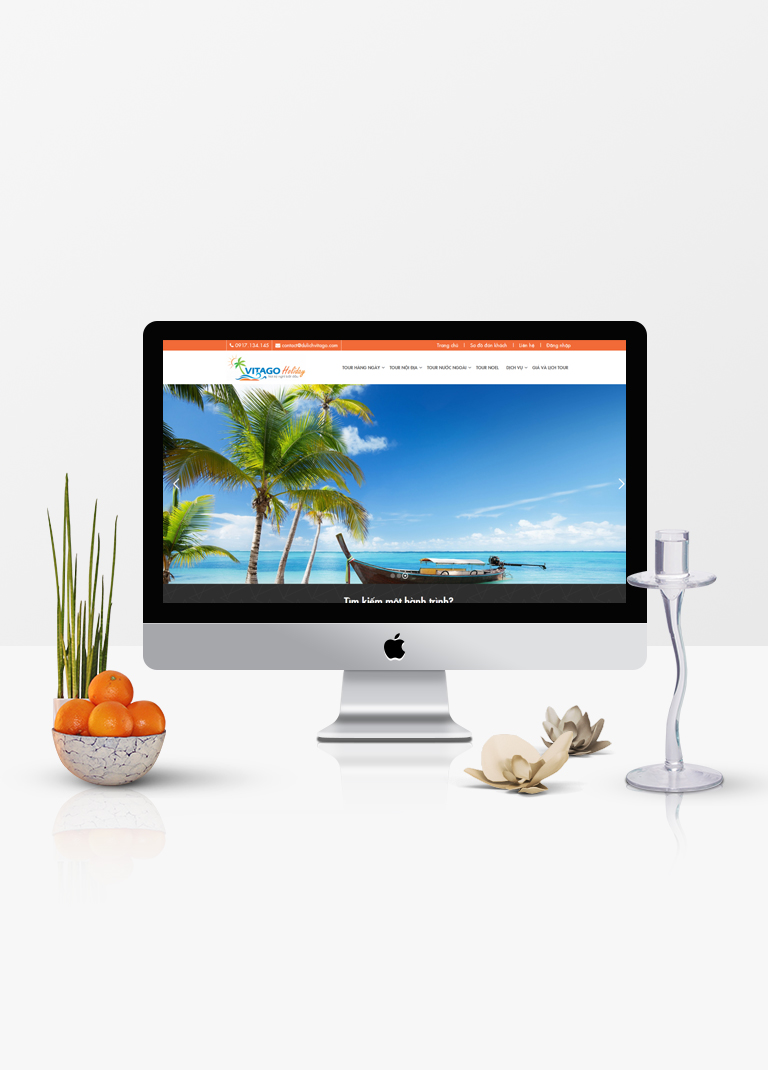 0917 134 145 contact@dulichvitago.com Trang chủ Sơ đồ đón khách Liên hệ Đăng nhập
VITAGO Holiday
TOUR HÀNG NGÀY TOUR NỘI ĐỊA TOUR NƯỚC NGOÀI TOUR NOEL DỊCH VỤ GIÁ VÀ LỊCH TOUR
Tìm kiếm một hành trình?